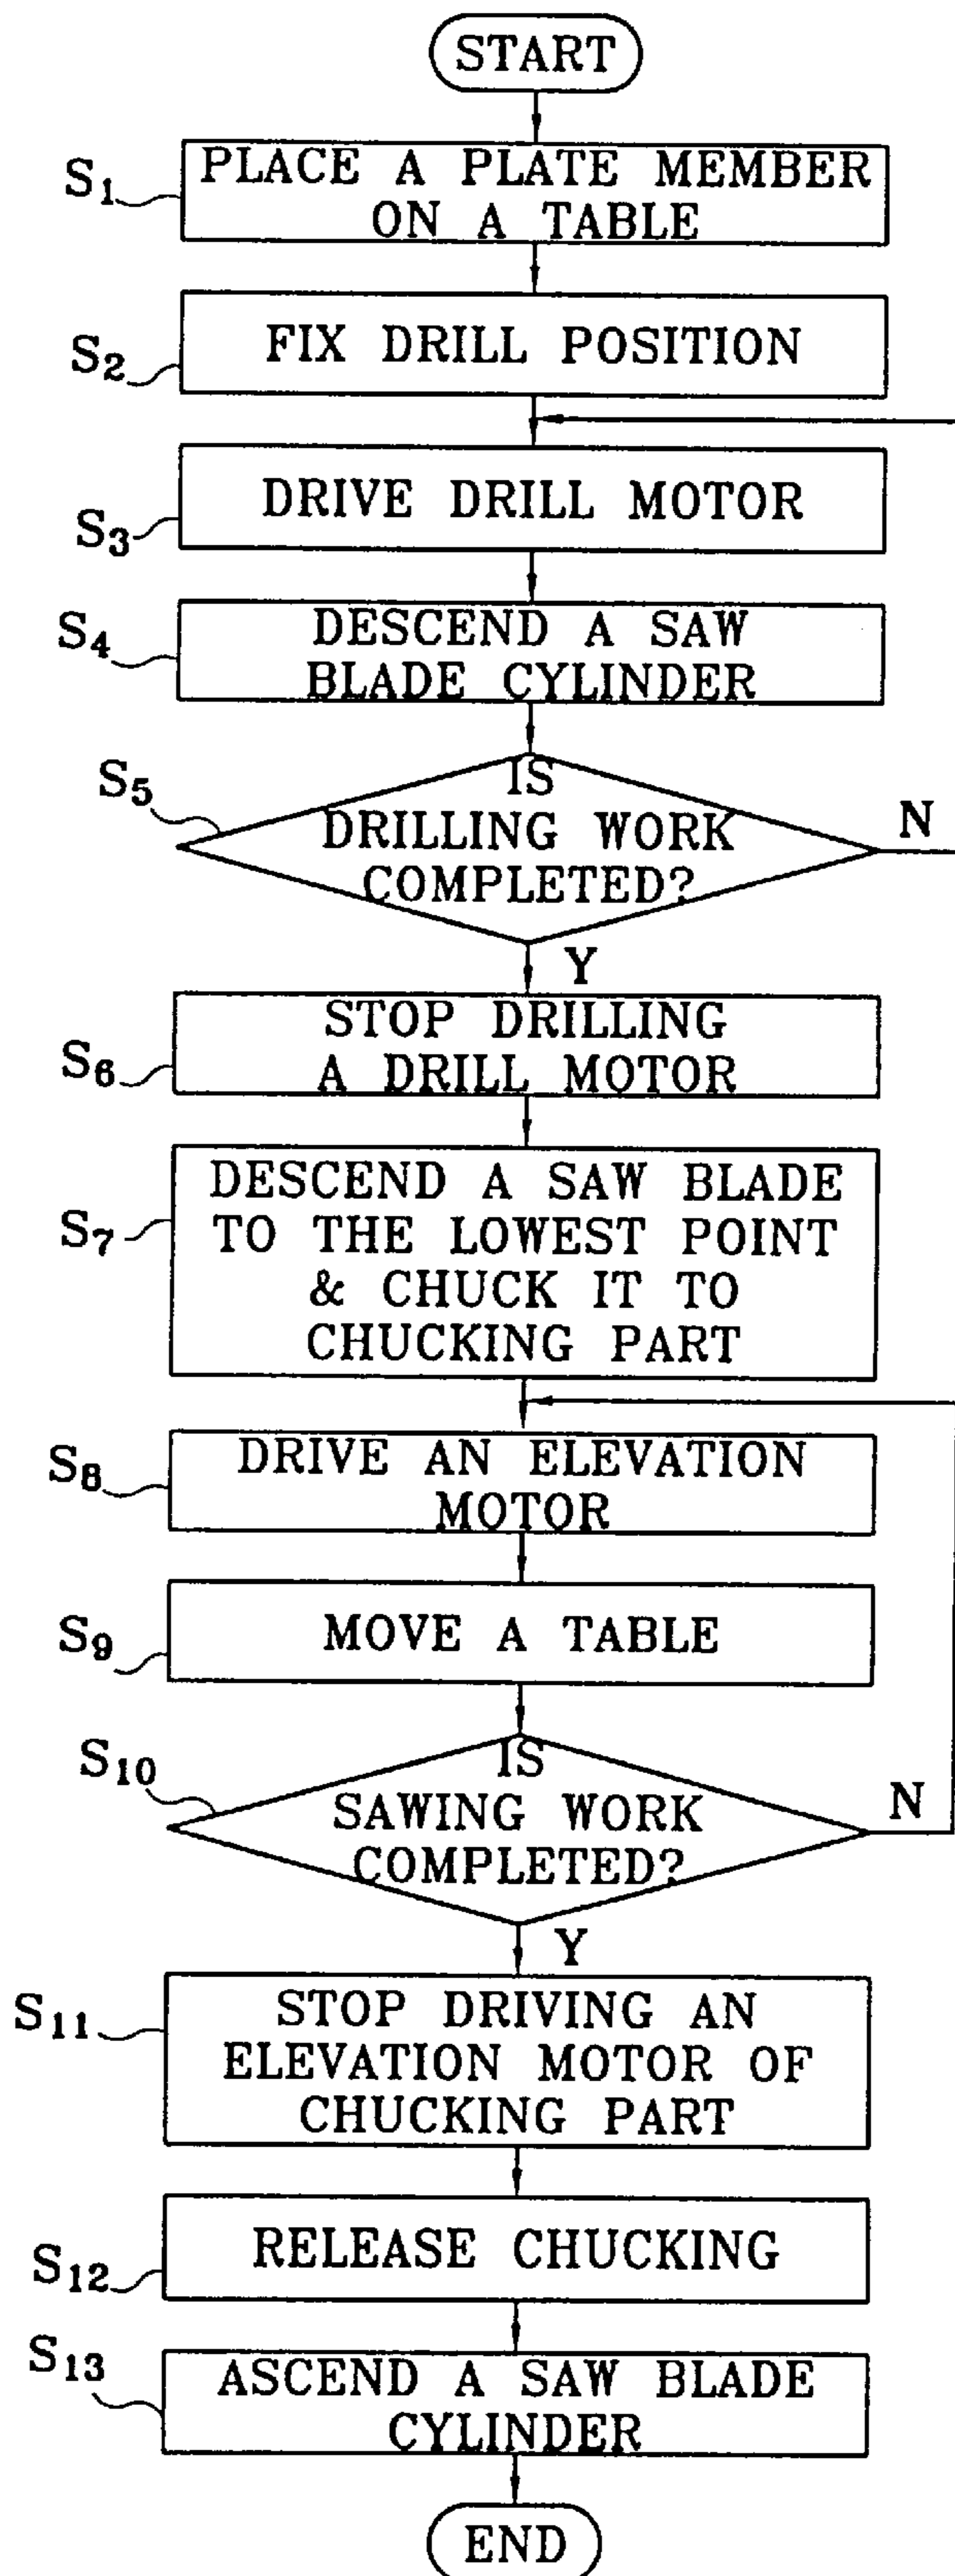 START
S1
PLACE A PLATE MEMBER
ON A TABLE
S2
FIX DRILL POSITION
S3
DRIVE DRILL MOTOR
S4
DESCEND A SAW
BLADE CYLINDER
S5
IS
DRILLING WORK
COMPLETED?
N
Y
S6
STOP DRILLING
A DRILL MOTOR
S7
DESCEND A SAW BLADE
TO THE LOWEST POINT
& CHUCK IT TO
CHUCKING PART
S8
DRIVE AN ELEVATION
MOTOR
S9
MOVE A TABLE
S10
IS
SAWING WORK
COMPLETED?
N
Y
S11
STOP DRIVING AN
ELEVATION MOTOR OF
CHUCKING PART
S12
RELEASE CHUCKING
S13
ASCEND A SAW BLADE
CYLINDER
END